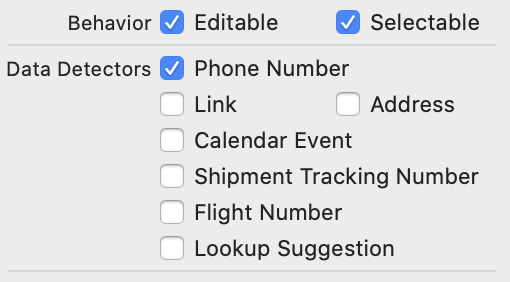 Behavior Editable Selectable
Data Detectors Phone Number
Link Address
Calendar Event
Shipment Tracking Number
Flight Number
Lookup Suggestion